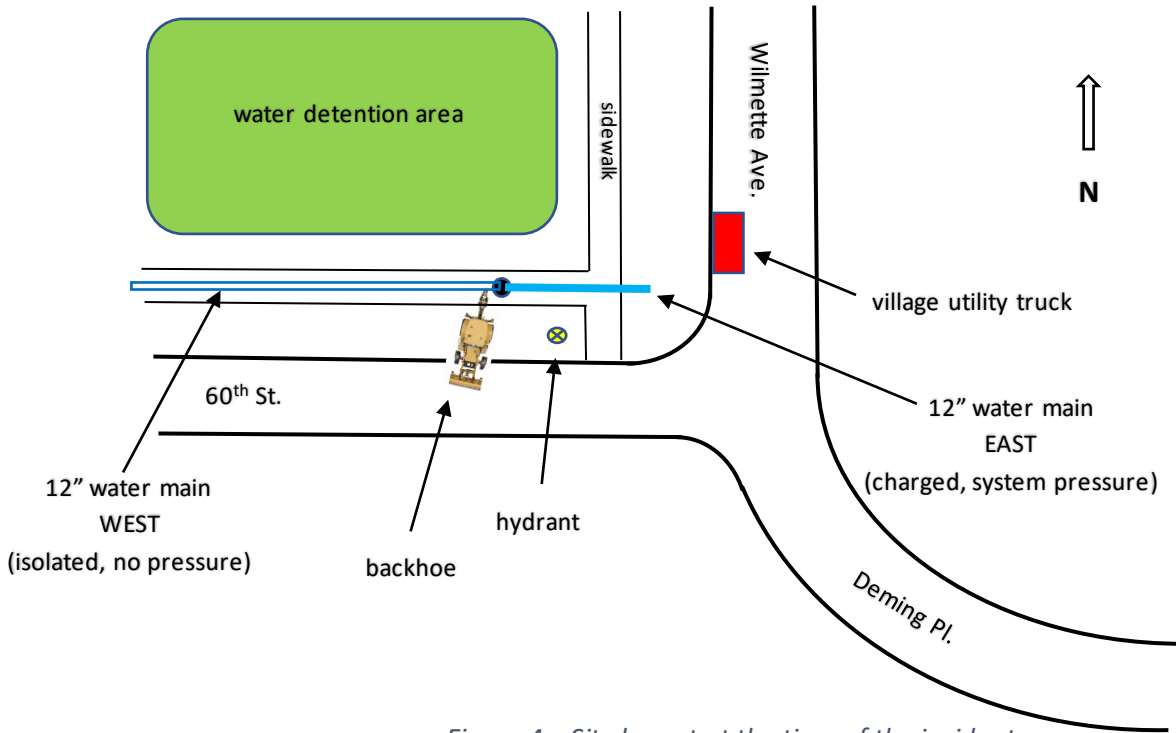 water detention area
sidewalk
Wilmette Ave.
N
village utility truck
60th St.
12” water main
EAST
(charged, system pressure)
12” water main
WEST
(isolated, no pressure)
hydrant
backhoe
Deming Pl.